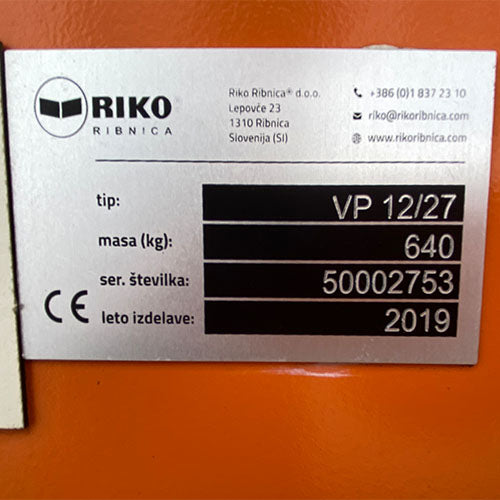 RIKO
RIBNICA
Riko Ribnica® d.o.o.
Lepovče 23
1310 Ribnica
Slovenija (SI)
+386 (0)1 837 23 10
riko@rikoribnica.com
www.rikoribnica.com
tip: VP 12/27
masa (kg): 640
ser. številka: 50002753
leto izdelave: 2019
CE